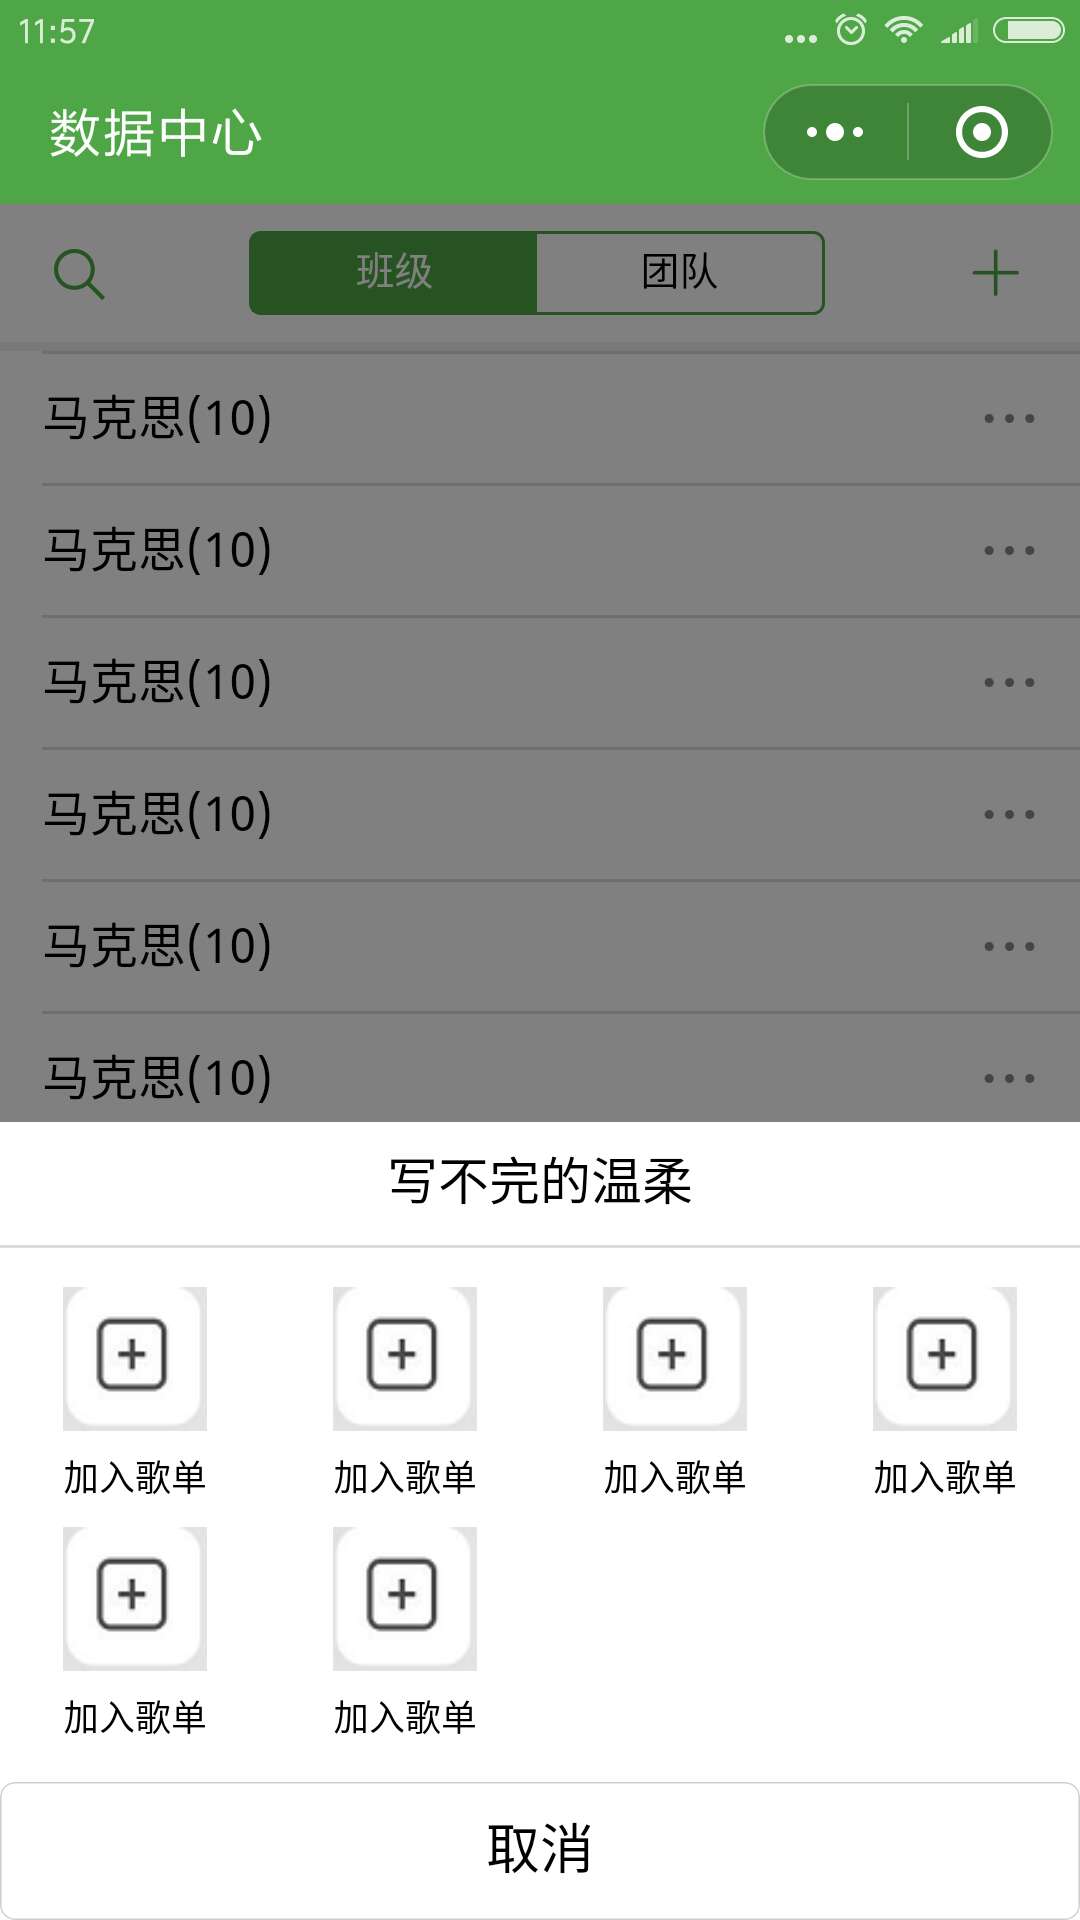 11:57
数据中心
班级 团队
马克思(10)
马克思(10)
马克思(10)
马克思(10)
马克思(10)
马克思(10)
写不完的温柔
加入歌单 加入歌单 加入歌单 加入歌单
加入歌单 加入歌单
取消